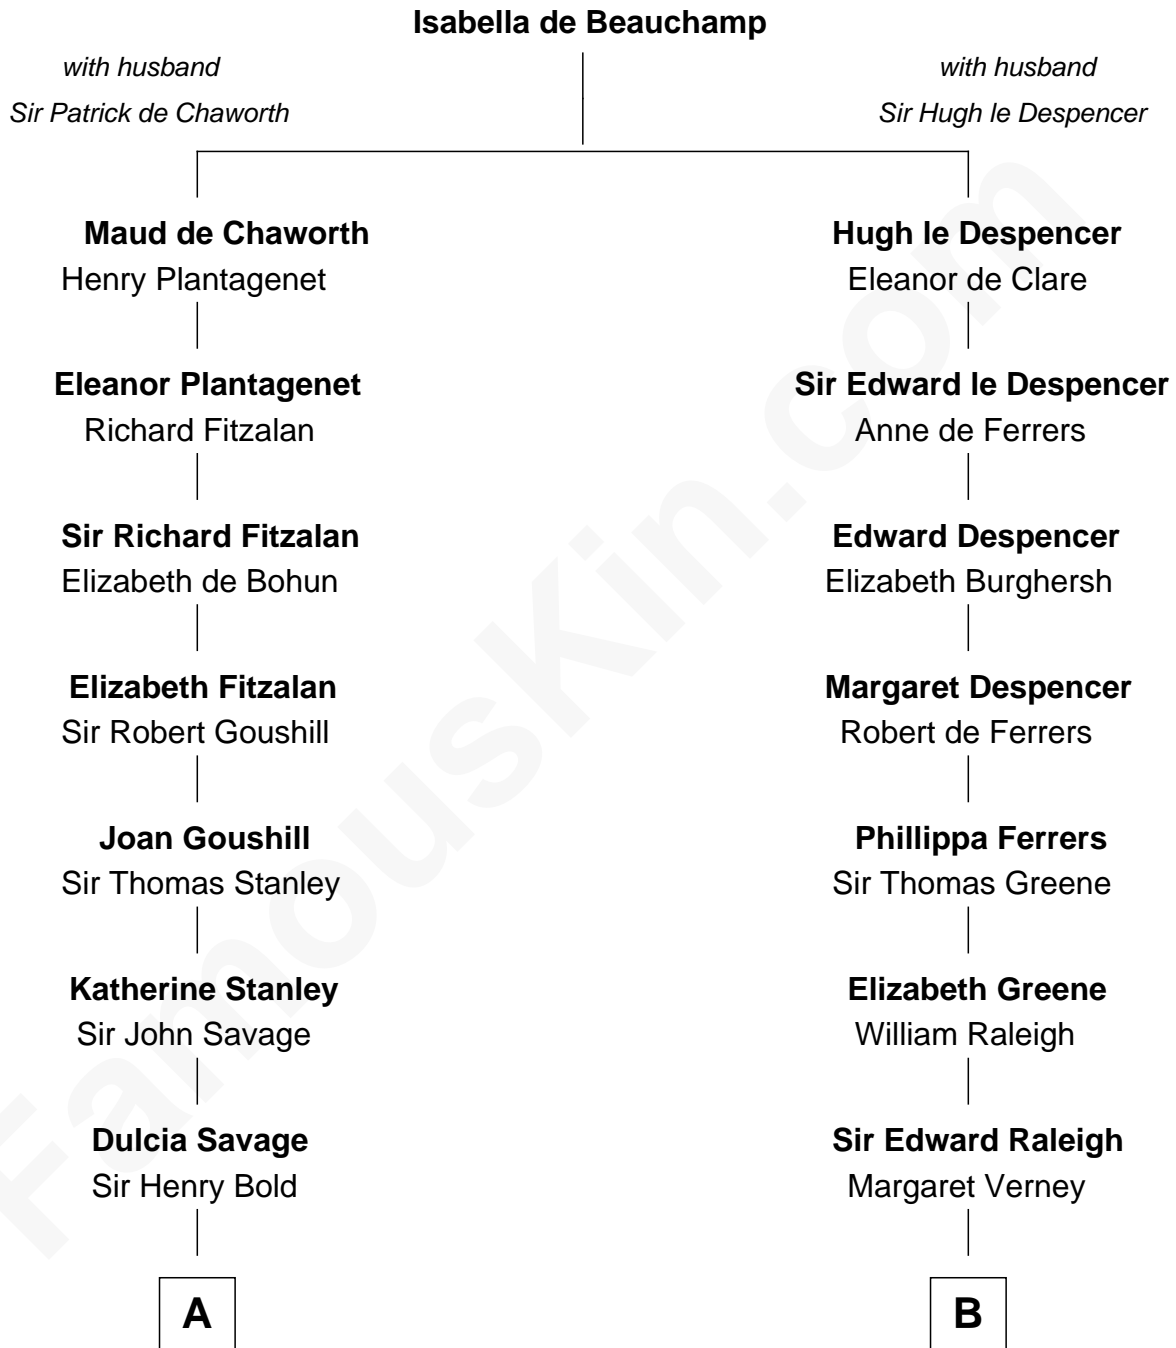 Isabella de Beauchamp
with husband
Sir Patrick de Chaworth
with husband
Sir Hugh le Despencer
Maud de Chaworth
Henry Plantagenet
Hugh le Despencer
Eleanor de Clare
Eleanor Plantagenet
Richard Fitzalan
Sir Edward le Despencer
Anne de Ferrers
Sir Richard Fitzalan
Elizabeth de Bohun
Edward Despencer
Elizabeth Burghersh
Elizabeth Fitzalan
Sir Robert Goushill
Margaret Despencer
Robert de Ferrers
Joan Goushill
Sir Thomas Stanley
Phillippa Ferrers
Sir Thomas Greene
Katherine Stanley
Sir John Savage
Elizabeth Greene
William Raleigh
Dulcia Savage
Sir Henry Bold
Sir Edward Raleigh
Margaret Verney
A
B
FamousKin.com